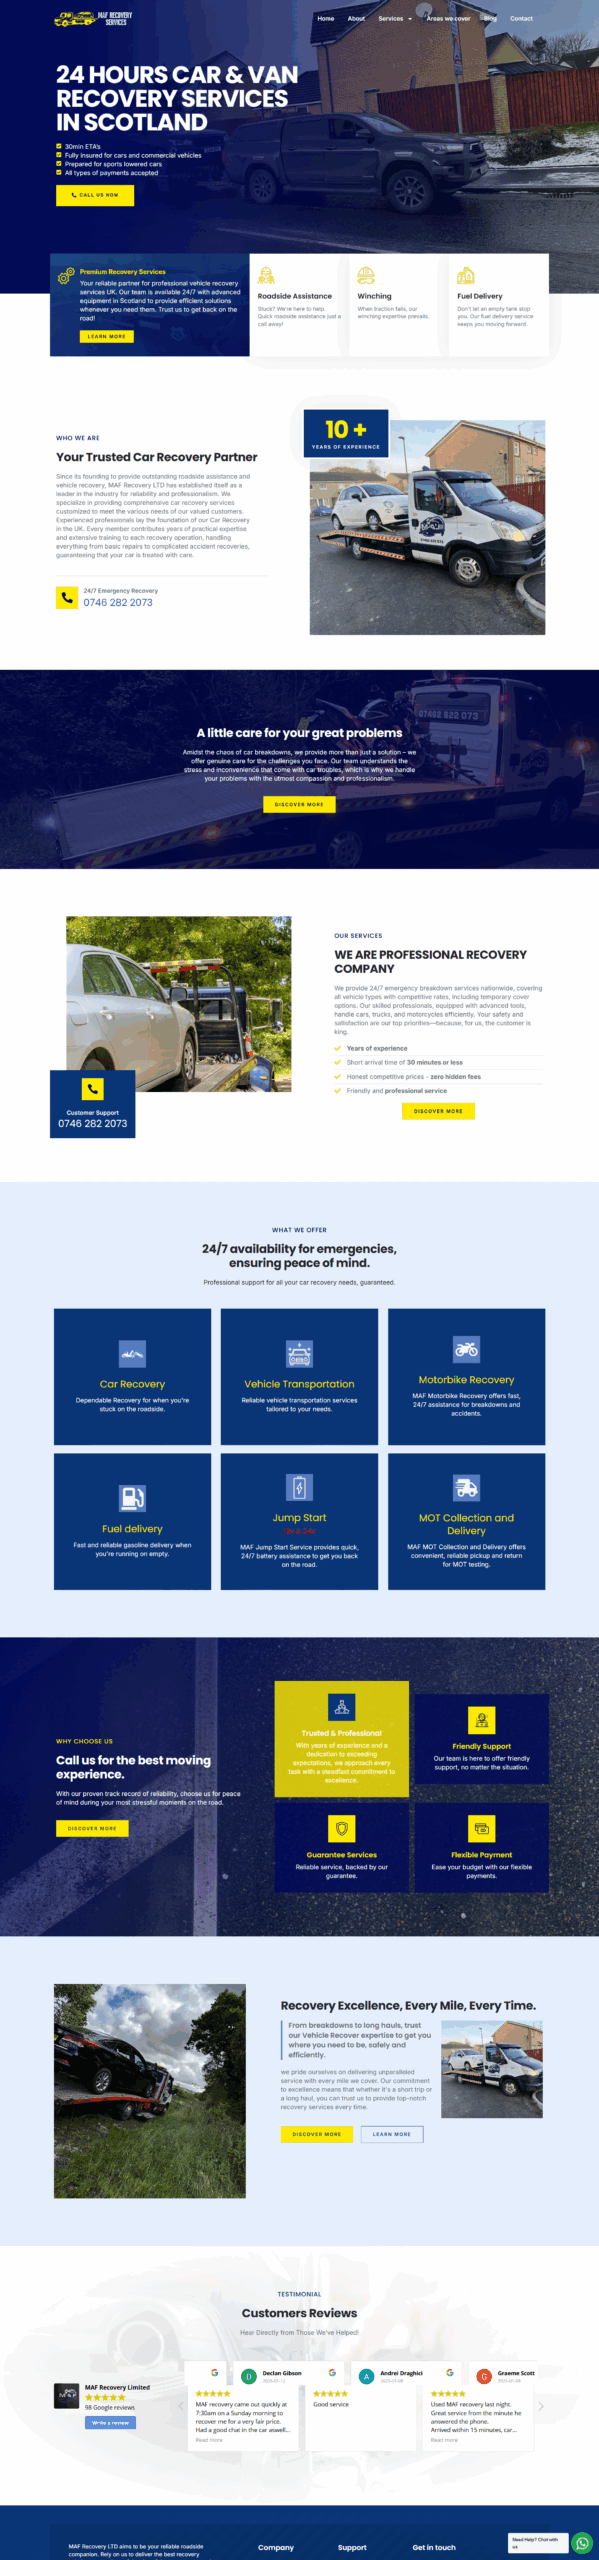 MAF RECOVERY
SERVICES
Home About Services Areas we cover Blog Contact
24 HOURS CAR & VAN
RECOVERY SERVICES
IN SCOTLAND
30min ETA's
Fully insured for cars and commercial vehicles
Prepared for sports lowered cars
All types of payments accepted
CALL US NOW
Premium Recovery Services
Your reliable partner for professional vehicle recovery
services UK. Our team is available 24/7 with advanced
equipment in Scotland to provide efficient solutions
whenever you need them. Trust us to get back on the
road!
LEARN MORE
Roadside Assistance
Stuck? We're here to help.
Quick roadside assistance just a
call away!
Winching
When traction fails, our
winching expertise prevails.
Fuel Delivery
Don't let an empty tank stop
you. Our fuel delivery service
keeps you moving forward.
WHO WE ARE
Your Trusted Car Recovery Partner
Since its founding to provide outstanding roadside assistance and
vehicle recovery, MAF Recovery LTD has established itself as a
leader in the industry for reliability and professionalism. We
specialize in providing comprehensive car recovery services
customized to meet the various needs of our valued customers.
Experienced professionals lay the foundation of our Car Recovery
in the UK. Every member contributes years of practical expertise
and extensive training to each recovery operation, handling
everything from basic repairs to complicated accident recoveries,
guaranteeing that your car is treated with care.
24/7 Emergency Recovery
0746 282 2073
10 +
YEARS OF EXPERIENCE
07462 822 073
A little care for your great problems
Amidst the chaos of car breakdowns, we provide more than just a solution – we
offer genuine care for the challenges you face. Our team understands the
stress and inconvenience that come with car troubles, which is why we handle
your problems with the utmost compassion and professionalism.
DISCOVER MORE
Customer Support
0746 282 2073
OUR SERVICES
WE ARE PROFESSIONAL RECOVERY
COMPANY
We provide 24/7 emergency breakdown services nationwide, covering
all vehicle types with competitive rates, including temporary cover
options. Our skilled professionals, equipped with advanced tools,
handle cars, trucks, and motorcycles efficiently. Your safety and
satisfaction are our top priorities—because, for us, the customer is
king.
Years of experience
Short arrival time of 30 minutes or less
Honest competitive prices - zero hidden fees
Friendly and professional service
DISCOVER MORE
WHAT WE OFFER
24/7 availability for emergencies,
ensuring peace of mind.
Professional support for all your car recovery needs, guaranteed.
Car Recovery
Dependable Recovery for when you're
stuck on the roadside.
Vehicle Transportation
Reliable vehicle transportation services
tailored to your needs.
Motorbike Recovery
MAF Motorbike Recovery offers fast,
24/7 assistance for breakdowns and
accidents.
Fuel delivery
Fast and reliable gasoline delivery when
you're running on empty.
Jump Start
12v & 24v
MAF Jump Start Service provides quick,
24/7 battery assistance to get you back
on the road.
MOT Collection and
Delivery
MAF MOT Collection and Delivery offers
convenient, reliable pickup and return
for MOT testing.
WHY CHOOSE US
Call us for the best moving
experience.
With our proven track record of reliability, choose us for peace
of mind during your most stressful moments on the road.
DISCOVER MORE
Trusted & Professional
With years of experience and a
dedication to exceeding
expectations, we approach every
task with a steadfast commitment to
excellence.
Friendly Support
Our team is here to offer friendly
support, no matter the situation.
Guarantee Services
Reliable service, backed by our
guarantee.
Flexible Payment
Ease your budget with our flexible
payments.
Recovery Excellence, Every Mile, Every Time.
From breakdowns to long hauls, trust
our Vehicle Recover expertise to get you
where you need to be, safely and
efficiently.
we pride ourselves on delivering unparalleled
service with every mile we cover. Our commitment
to excellence means that whether it's a short trip or
a long haul, you can trust us to provide top-notch
recovery services every time.
DISCOVER MORE LEARN MORE
TESTIMONIAL
Customers Reviews
Hear Directly from Those We've Helped!
MAF Recovery Limited
98 Google reviews
Write a review
MAF recovery came out quickly at
7:30am on a Sunday morning to
recover me for a very fair price.
Had a good chat in the car aswell...
Read more
Declan Gibson
Good service
Andrei Draghici
Used MAF recovery last night.
Great service from the minute he
answered the phone.
Arrived within 15 minutes, car...
Read more
Graeme Scott
MAF Recovery LTD aims to be your reliable roadside
companion. Rely on us to deliver the best recovery
Company Support Get in touch
Need Help? Chat with
us